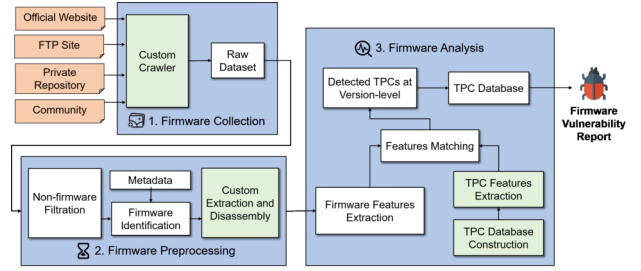 Official Website
FTP Site
Private
Repository
Community
Custom
Crawler
Raw
Dataset
1. Firmware Collection
Non-firmware
Filtration
Metadata
Firmware
Identification
Custom
Extraction and
Disassembly
2. Firmware Preprocessing
3. Firmware Analysis
Detected TPCs at
Version-level
TPC Database
Features Matching
Firmware Features
Extraction
TPC Features
Extraction
TPC Database
Construction
Firmware
Vulnerability
Report